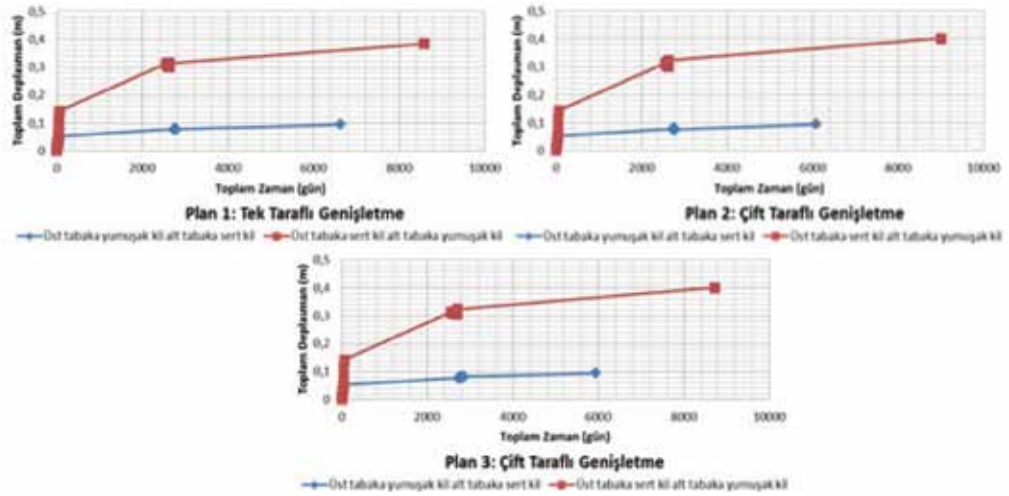 Toplam Deplasman (m)
0,5
0,4
0,3
0,2
0,1
0
0 2000 4000 6000 8000 10000
Toplam Zaman (gün)
Plan 1: Tek Taraflı Genişletme
Üst tabaka yumuşak kil alt tabaka sert kil
Üst tabaka sert kil alt tabaka yumuşak kil
Toplam Deplasman (m)
0,5
0,4
0,3
0,2
0,1
0
0 2000 4000 6000 8000 10000
Toplam Zaman (gün)
Plan 2: Çift Taraflı Genişletme
Üst tabaka yumuşak kil alt tabaka sert kil
Üst tabaka sert kil alt tabaka yumuşak kil
Toplam Deplasman (m)
0,5
0,4
0,3
0,2
0,1
0
0 2000 4000 6000 8000 10000
Toplam Zaman (gün)
Plan 3: Çift Taraflı Genişletme
Üst tabaka yumuşak kil alt tabaka sert kil
Üst tabaka sert kil alt tabaka yumuşak kil